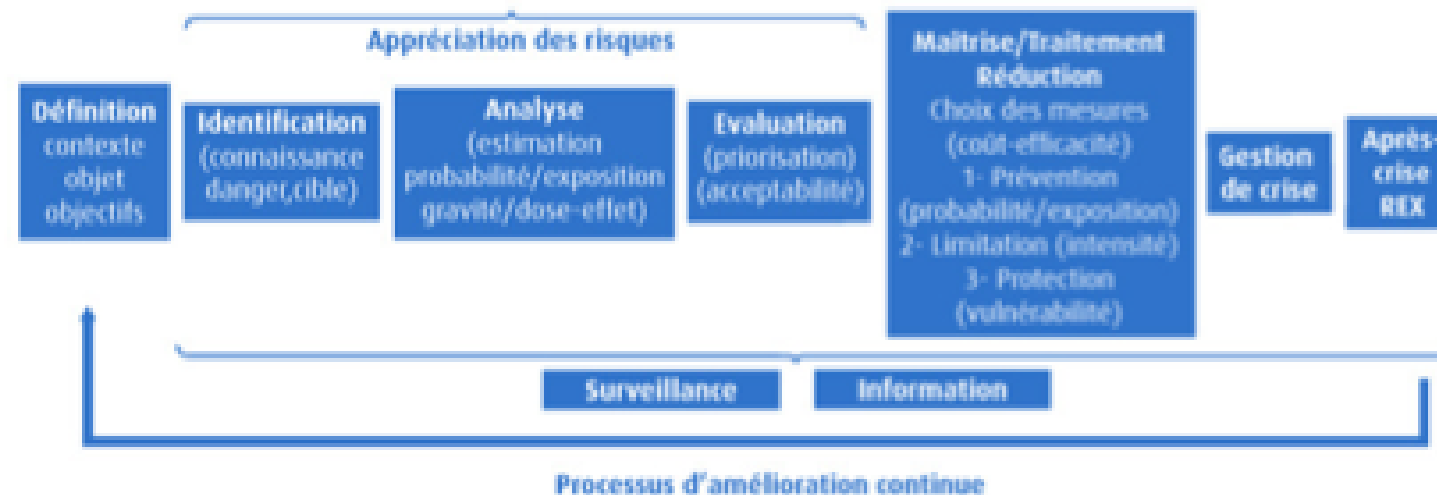 Appréciation des risques
Définition
contexte
objet
objectifs
Identification
(connaissance
danger,cible)
Analyse
(estimation
probabilité/exposition
gravité/dose-effet)
Evaluation
(priorisation)
(acceptabilité)
Maîtrise/Traitement
Réduction
Choix des mesures
(coût-efficacité)
1- Prévention
(probabilité/exposition)
2- Limitation (intensité)
3- Protection
(vulnérabilité)
Gestion
de crise
Après-
crise
REX
Surveillance
Information
Processus d'amélioration continue